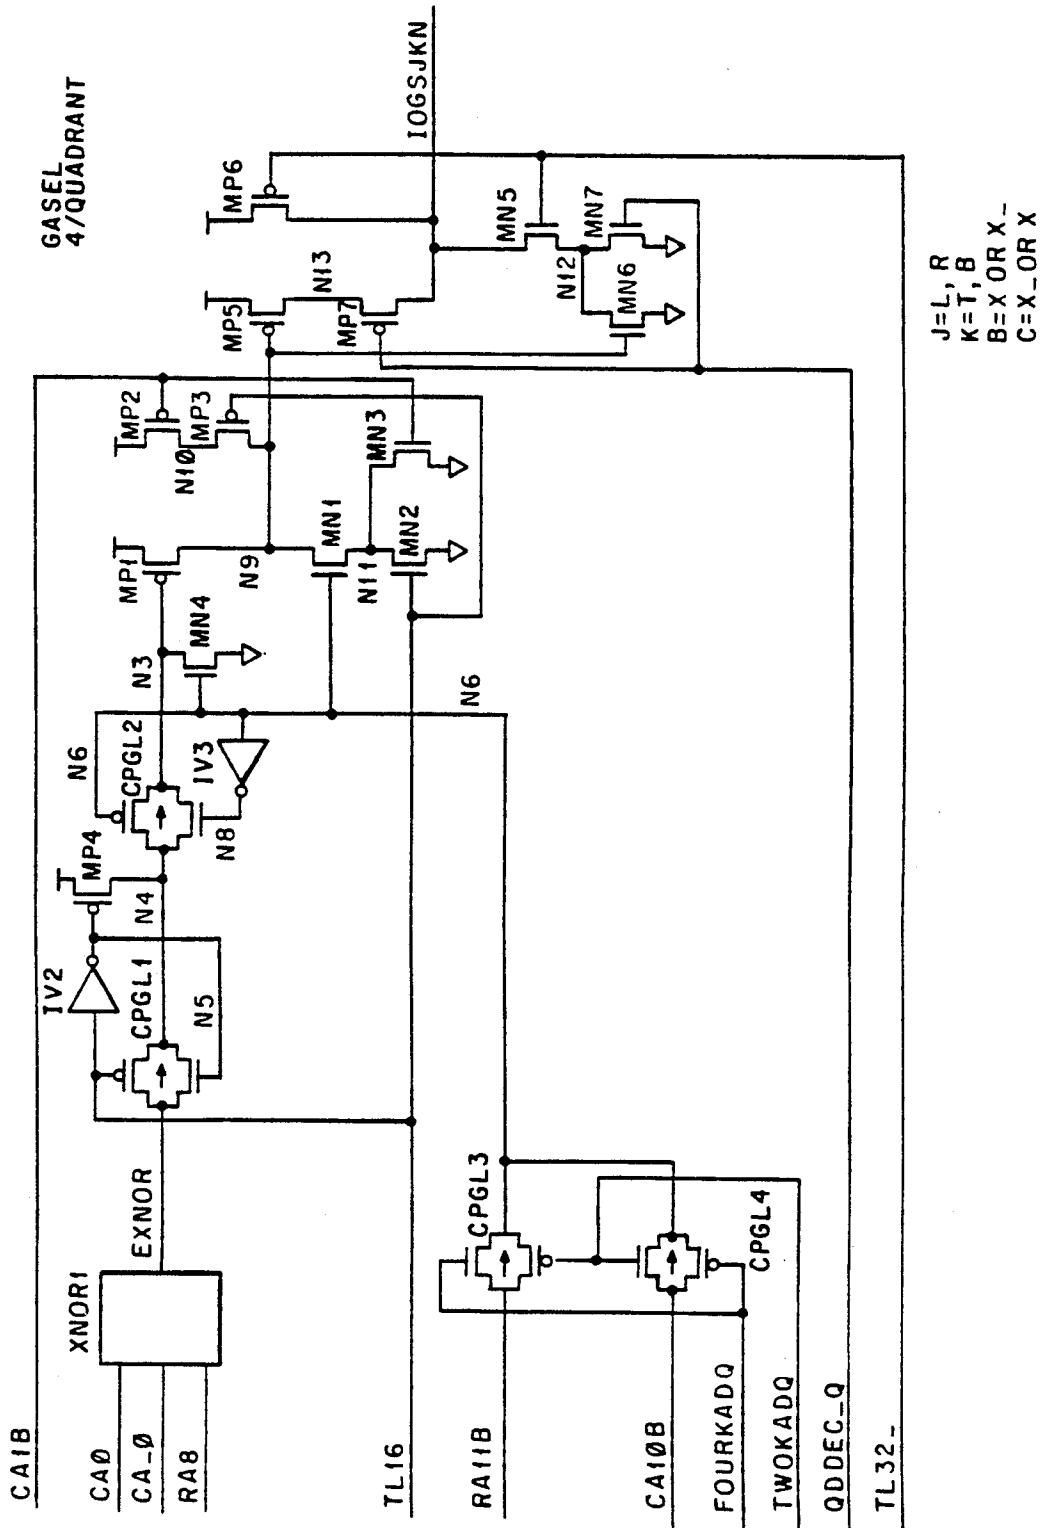 GASEL
4/QUADRANT
CA1B
CA0
CA_0
RA8
XNOR1
EXNOR
TL16
IV2
CPGL1
N5
N4
MP4
N6
CPGL2
N8
IV3
N3
MN4
MP1
N9
MN1
N11
MN2
MN3
MP2
N10
MP3
MP5
N13
MP7
MP6
IOGSJKN
MN5
N12
MN6
MN7
N6
RA11B
CPGL3
CA10B
CPGL4
FOURKADQ
TWOKADQ
QDDEC_Q
TL32_
J=L, R
K=T, B
B=X OR X_
C=X_OR X